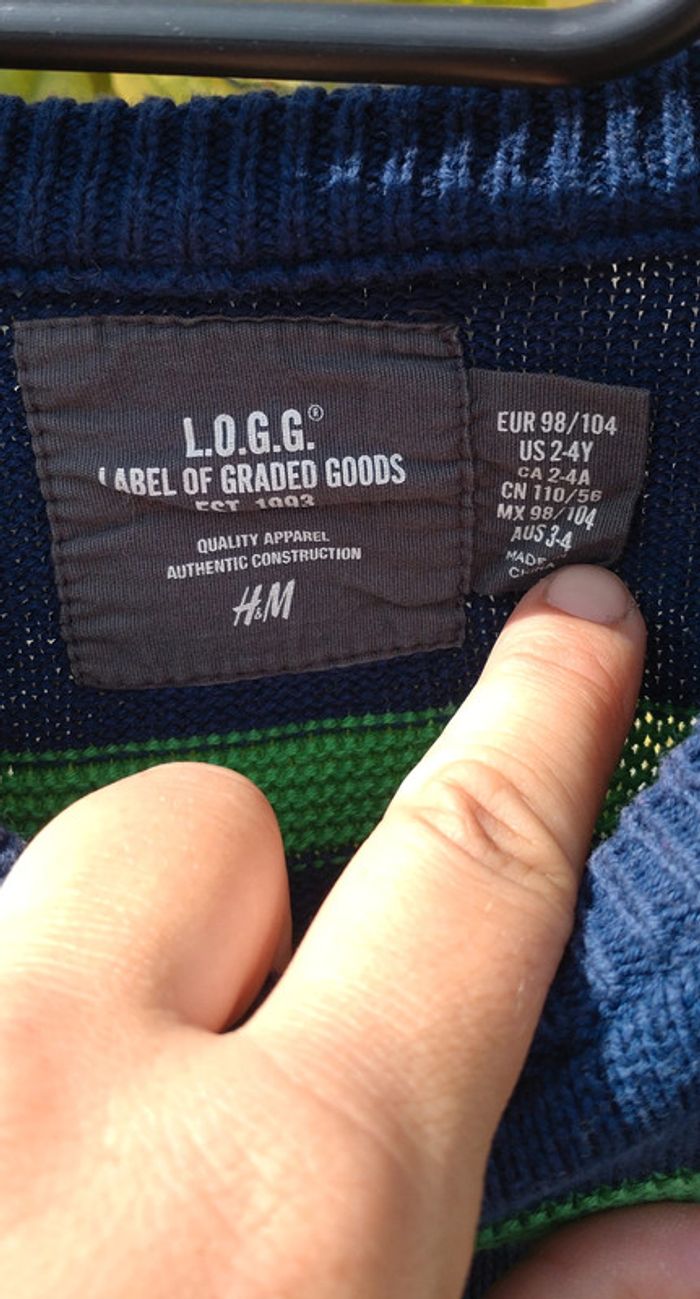 L.O.G.G.®
LABEL OF GRADED GOODS
EST. 1993
QUALITY APPAREL
AUTHENTIC CONSTRUCTION
H&M
EUR 98/104
US 2-4Y
CA 2-4A
CN 110/56
MX 98/104
AUS 3-4
MADE